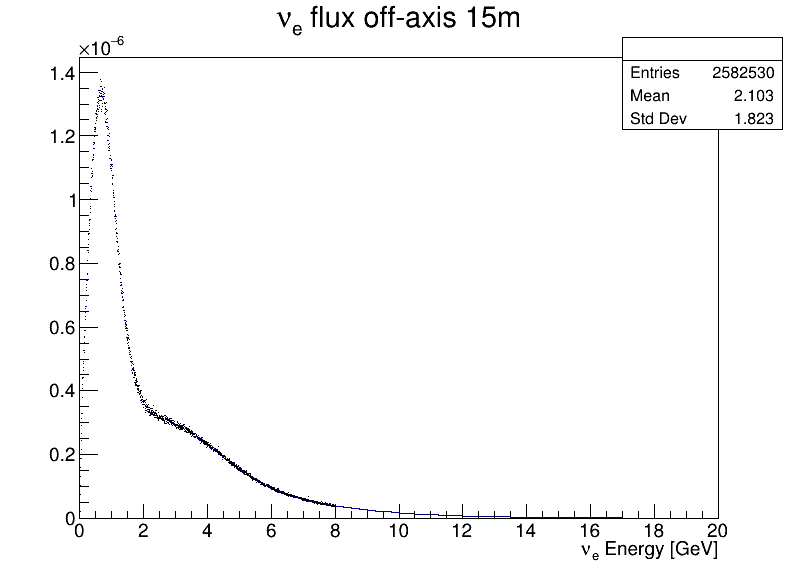 νe flux off-axis 15m
×10−6
Entries 2582530
Mean 2.103
Std Dev 1.823
1.4
1.2
1
0.8
0.6
0.4
0.2
0
0 2 4 6 8 10 12 14 16 18 20
νe Energy [GeV]